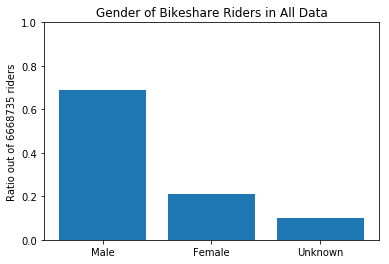 Gender of Bikeshare Riders in All Data
Ratio out of 6668735 riders
1.0
0.8
0.6
0.4
0.2
0.0
Male Female Unknown